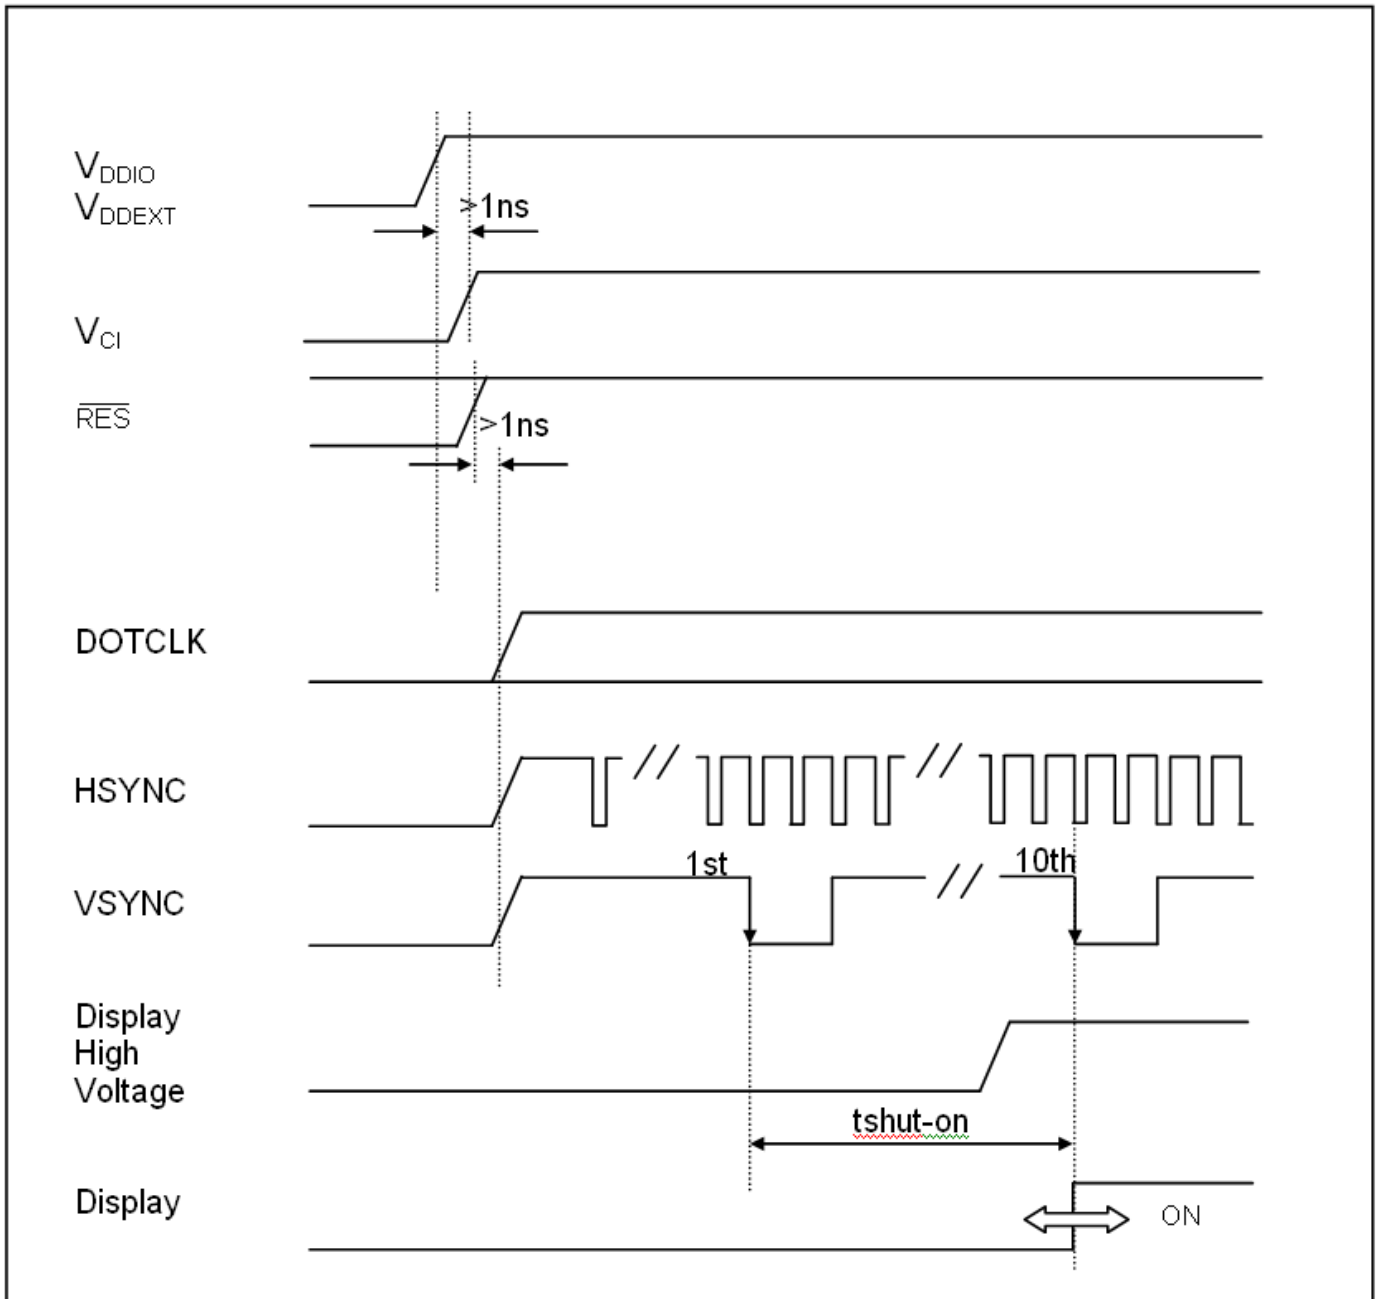 VDDIO
VDDEXT
>1ns
VCI
RES
>1ns
DOTCLK
HSYNC
1st
10th
VSYNC
Display
High
Voltage
tshut-on
Display
ON